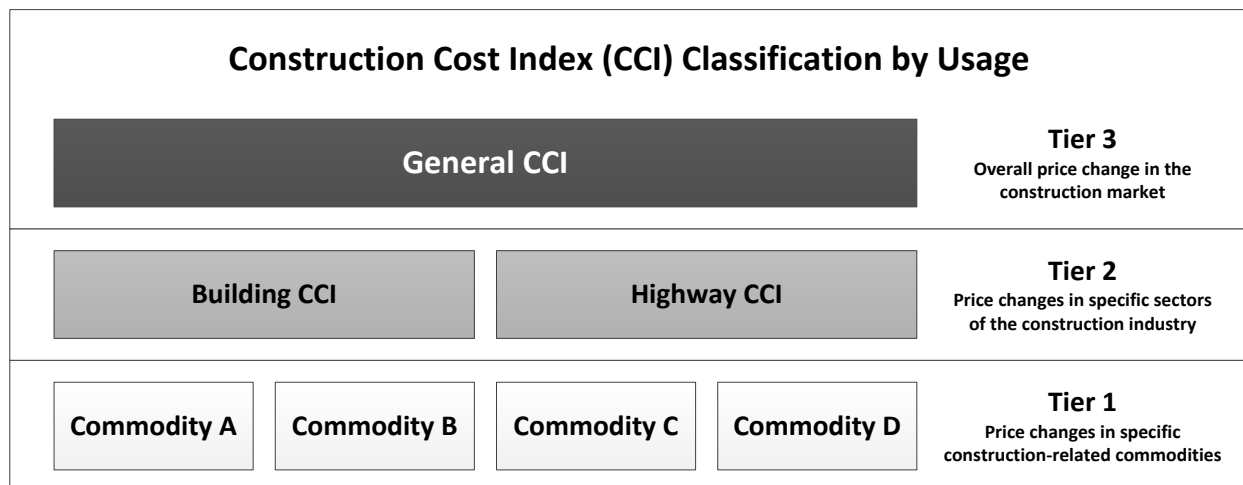 Construction Cost Index (CCI) Classification by Usage
General CCI
Tier 3
Overall price change in the
construction market
Building CCI
Highway CCI
Tier 2
Price changes in specific sectors
of the construction industry
Commodity A
Commodity B
Commodity C
Commodity D
Tier 1
Price changes in specific
construction-related commodities